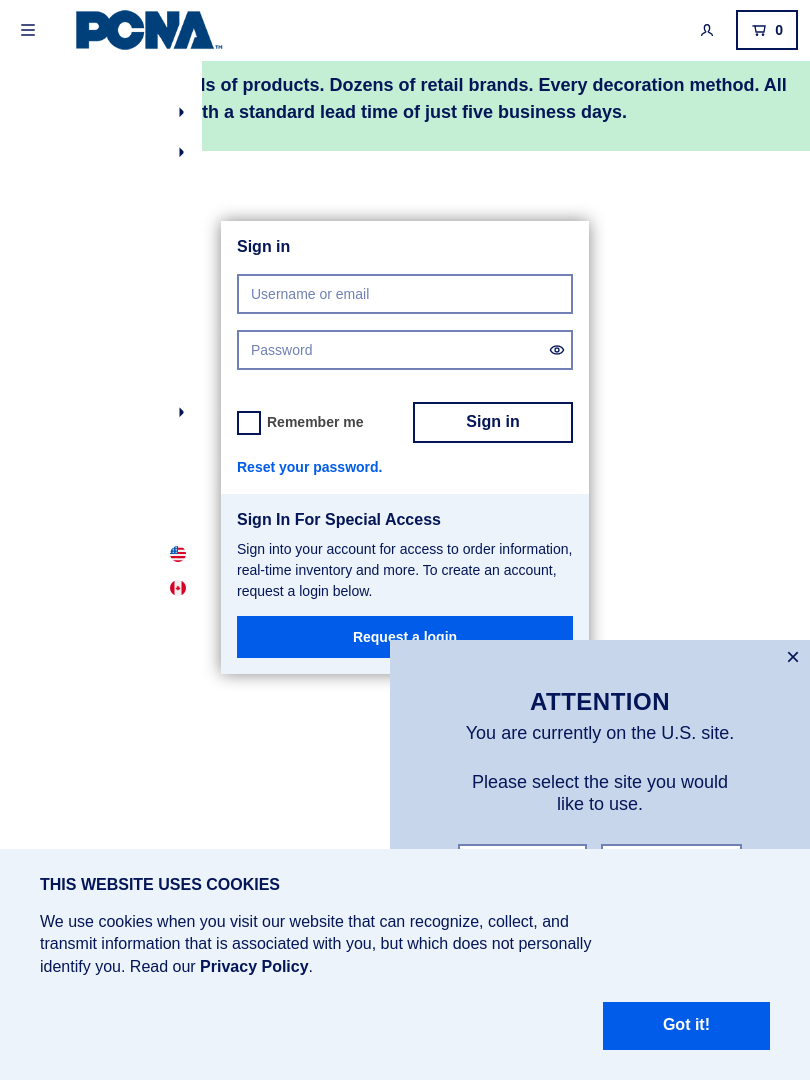 PCNA™
0
ls of products. Dozens of retail brands. Every decoration method. All
th a standard lead time of just five business days.
Sign in
Username or email
Password
Remember me
Sign in
Reset your password.
Sign In For Special Access
Sign into your account for access to order information,
real-time inventory and more. To create an account,
request a login below.
Request a login
ATTENTION
You are currently on the U.S. site.
Please select the site you would
like to use.
THIS WEBSITE USES COOKIES
We use cookies when you visit our website that can recognize, collect, and
transmit information that is associated with you, but which does not personally
identify you. Read our Privacy Policy.
Got it!